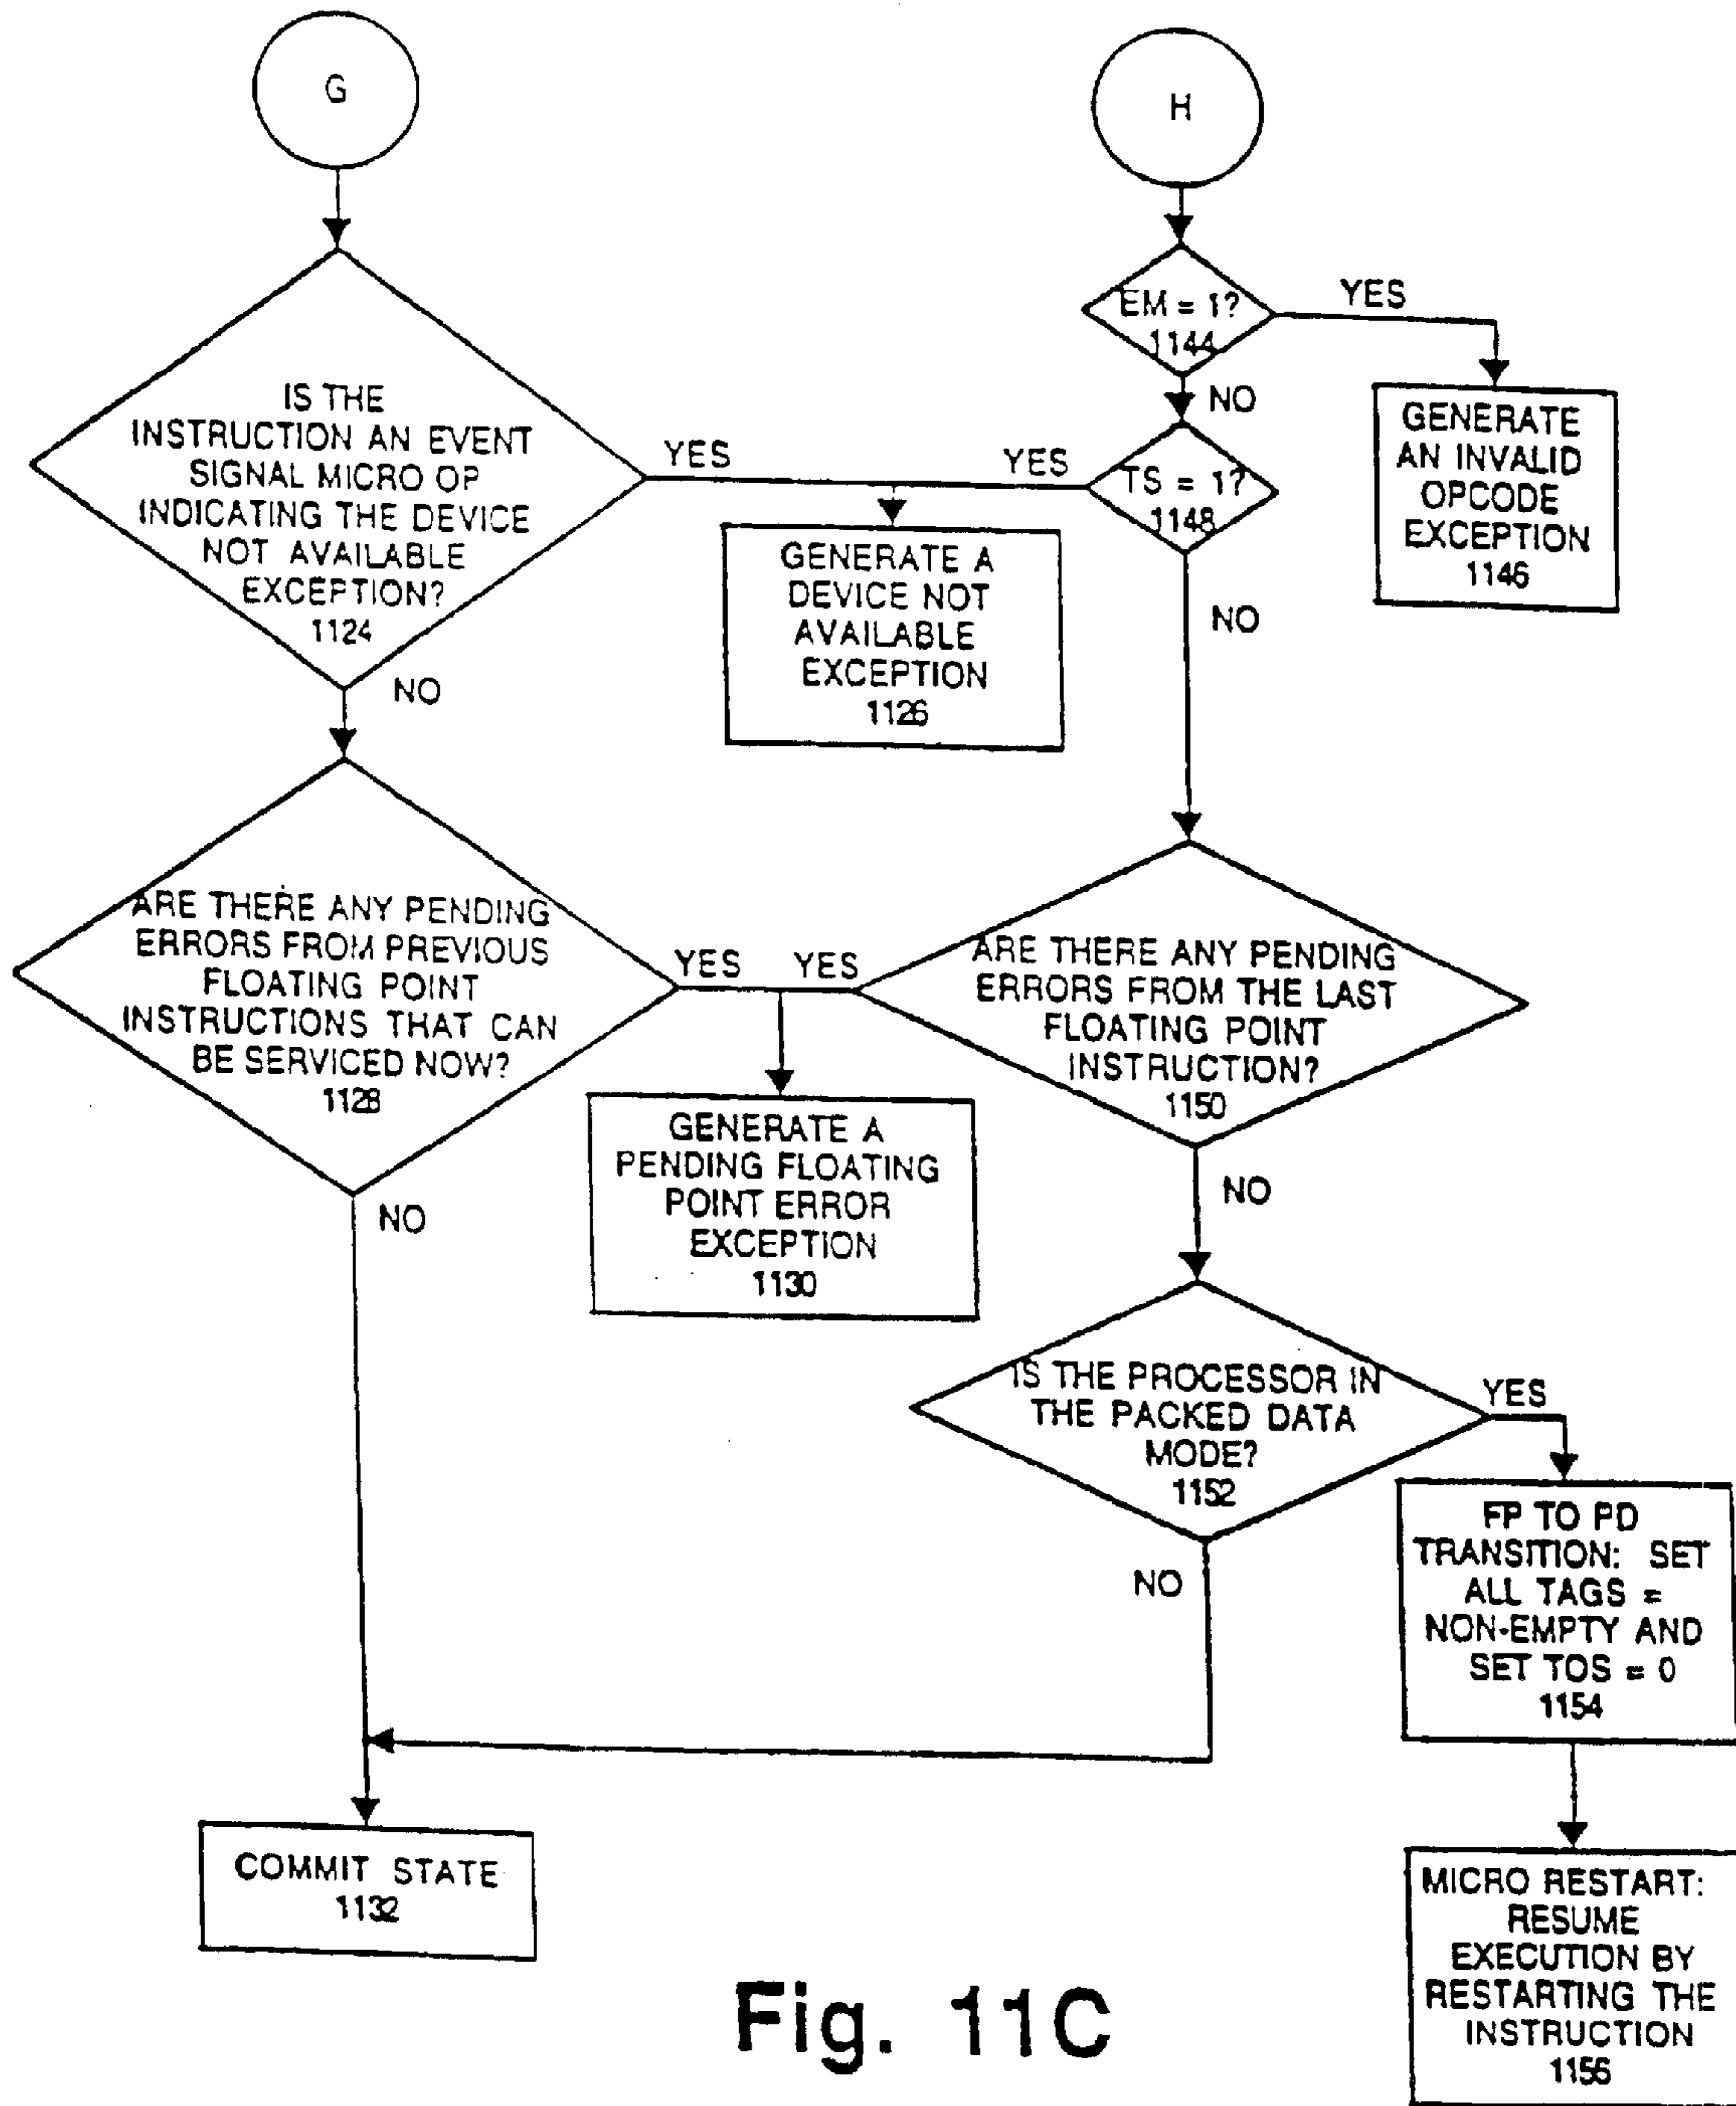 G
H
EM = 1?
1144
YES
NO
GENERATE
AN INVALID
OPCODE
EXCEPTION
1146
IS THE
INSTRUCTION AN EVENT
SIGNAL MICRO OP
INDICATING THE DEVICE
NOT AVAILABLE
EXCEPTION?
1124
YES
YES
TS = 1?
1148
NO
GENERATE A
DEVICE NOT
AVAILABLE
EXCEPTION
1126
NO
ARE THERE ANY PENDING
ERRORS FROM PREVIOUS
FLOATING POINT
INSTRUCTIONS THAT CAN
BE SERVICED NOW?
1128
YES
YES
ARE THERE ANY PENDING
ERRORS FROM THE LAST
FLOATING POINT
INSTRUCTION?
1150
NO
GENERATE A
PENDING FLOATING
POINT ERROR
EXCEPTION
1130
NO
IS THE PROCESSOR IN
THE PACKED DATA
MODE?
1152
YES
NO
FP TO PD
TRANSITION: SET
ALL TAGS =
NON-EMPTY AND
SET TOS = 0
1154
COMMIT STATE
1132
MICRO RESTART:
RESUME
EXECUTION BY
RESTARTING THE
INSTRUCTION
1156
Fig. 11C